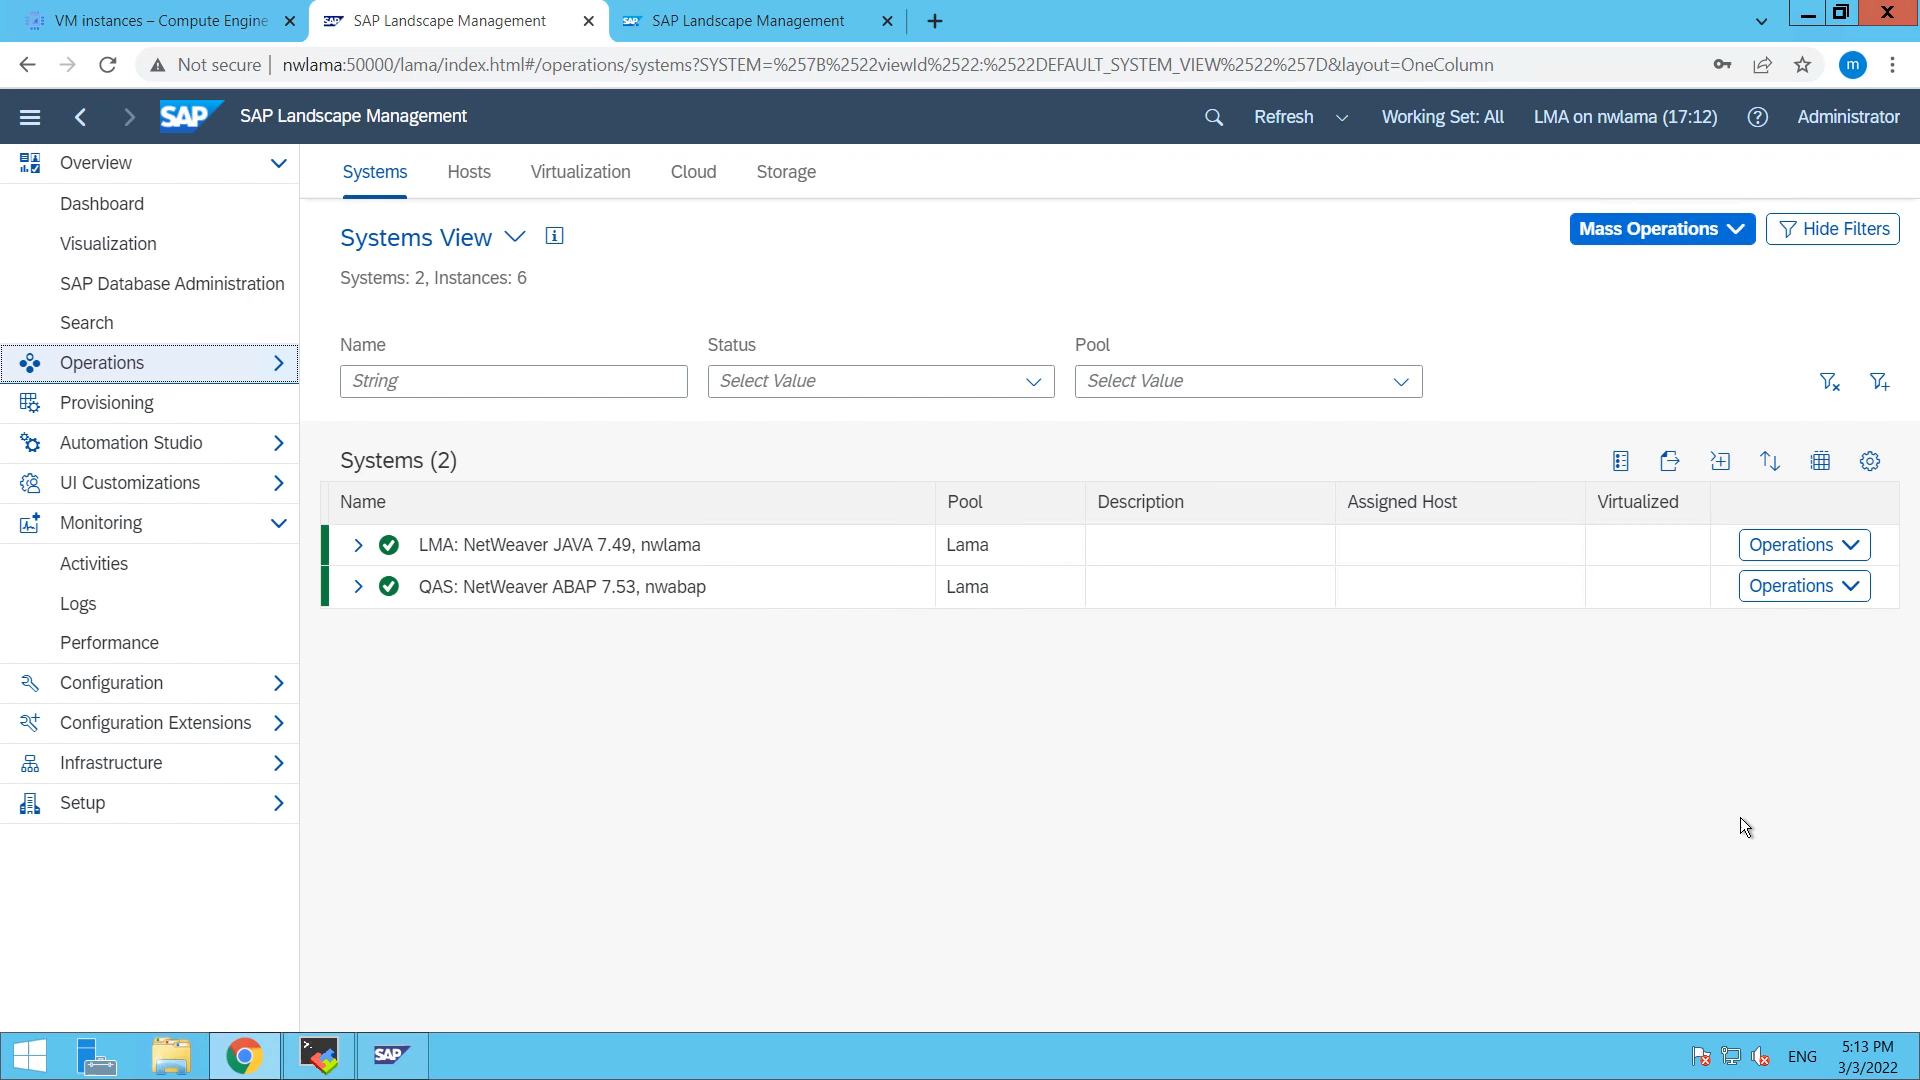 VM instances – Compute Engine
SAP Landscape Management
SAP Landscape Management
Not secure
nwlama:50000/lama/index.html#/operations/systems?SYSTEM=%257B%2522viewId%2522:%2522DEFAULT_SYSTEM_VIEW%2522%257D&layout=OneColumn
m
SAP
SAP Landscape Management
Refresh
Working Set: All
LMA on nwlama (17:12)
Administrator
Overview
Dashboard
Visualization
SAP Database Administration
Search
Operations
Provisioning
Automation Studio
UI Customizations
Monitoring
Activities
Logs
Performance
Configuration
Configuration Extensions
Infrastructure
Setup
Systems
Hosts
Virtualization
Cloud
Storage
Systems View
Mass Operations
Hide Filters
Systems: 2, Instances: 6
Name
Status
Pool
String
Select Value
Select Value
Systems (2)
Name
Pool
Description
Assigned Host
Virtualized
LMA: NetWeaver JAVA 7.49, nwlama
Lama
Operations
QAS: NetWeaver ABAP 7.53, nwabap
Lama
Operations
SAP
ENG
5:13 PM
3/3/2022